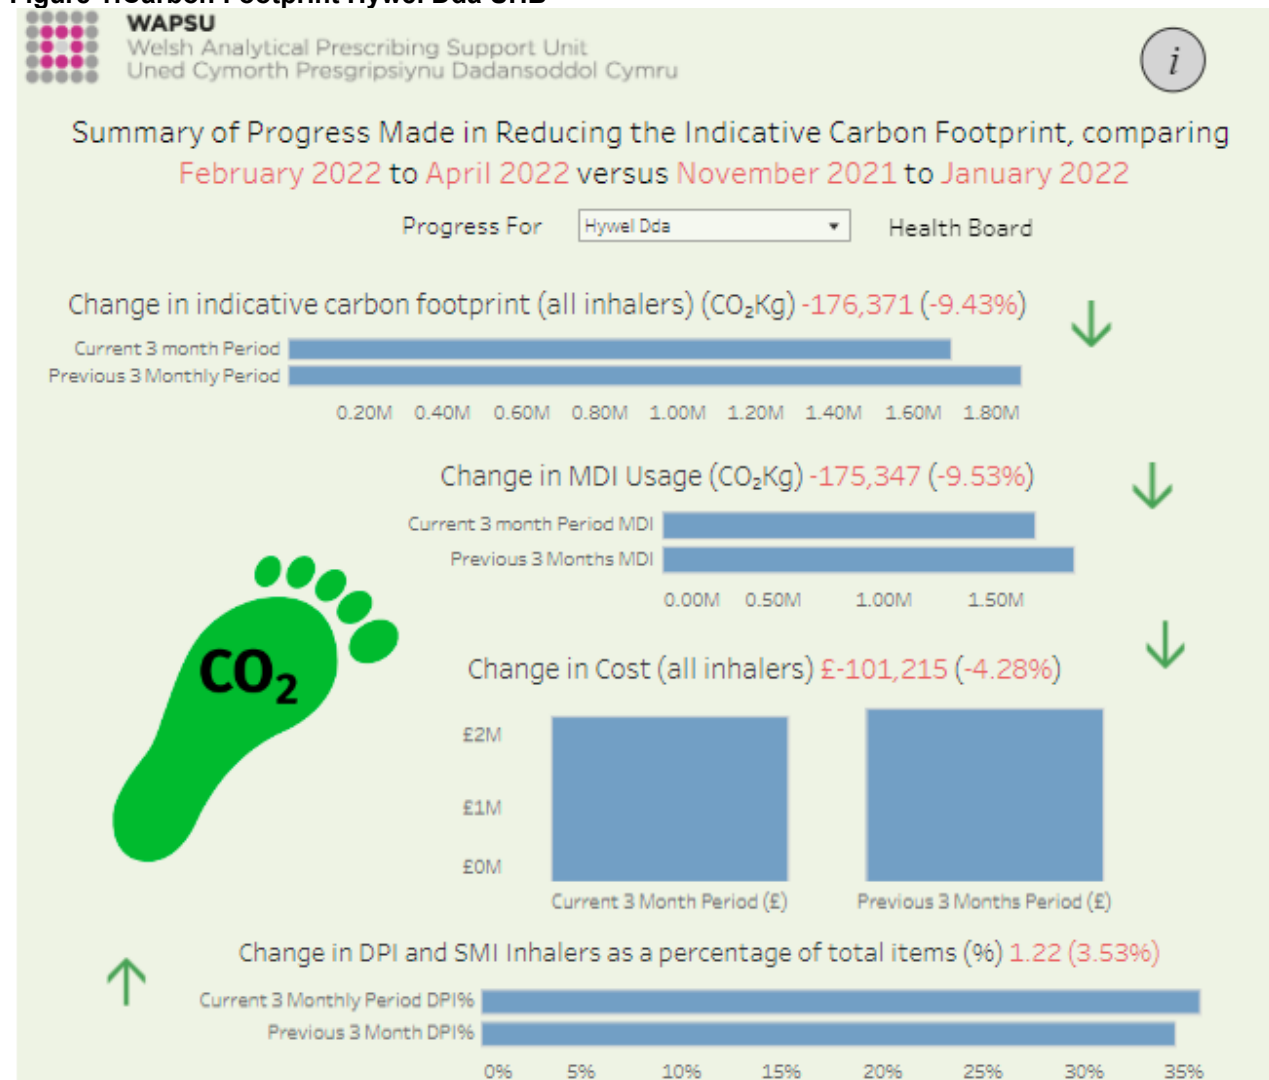 Figure 1:Carbon Footprint Hywel Dda UHB
WAPSU
Welsh Analytical Prescribing Support Unit
Uned Cymorth Presgripsiynu Dadansoddol Cymru
i
Summary of Progress Made in Reducing the Indicative Carbon Footprint, comparing
February 2022 to April 2022 versus November 2021 to January 2022
Progress For Hywel Dda Health Board
Change in indicative carbon footprint (all inhalers) (CO₂Kg) -176,371 (-9.43%)
Current 3 month Period
Previous 3 Monthly Period
0.20M 0.40M 0.60M 0.80M 1.00M 1.20M 1.40M 1.60M 1.80M
Change in MDI Usage (CO₂Kg) -175,347 (-9.53%)
Current 3 month Period MDI
Previous 3 Months MDI
0.00M 0.50M 1.00M 1.50M
CO₂
Change in Cost (all inhalers) £-101,215 (-4.28%)
£2M
£1M
£0M
Current 3 Month Period (£) Previous 3 Months Period (£)
Change in DPI and SMI Inhalers as a percentage of total items (%) 1.22 (3.53%)
Current 3 Monthly Period DPI%
Previous 3 Month DPI%
0% 5% 10% 15% 20% 25% 30% 35%